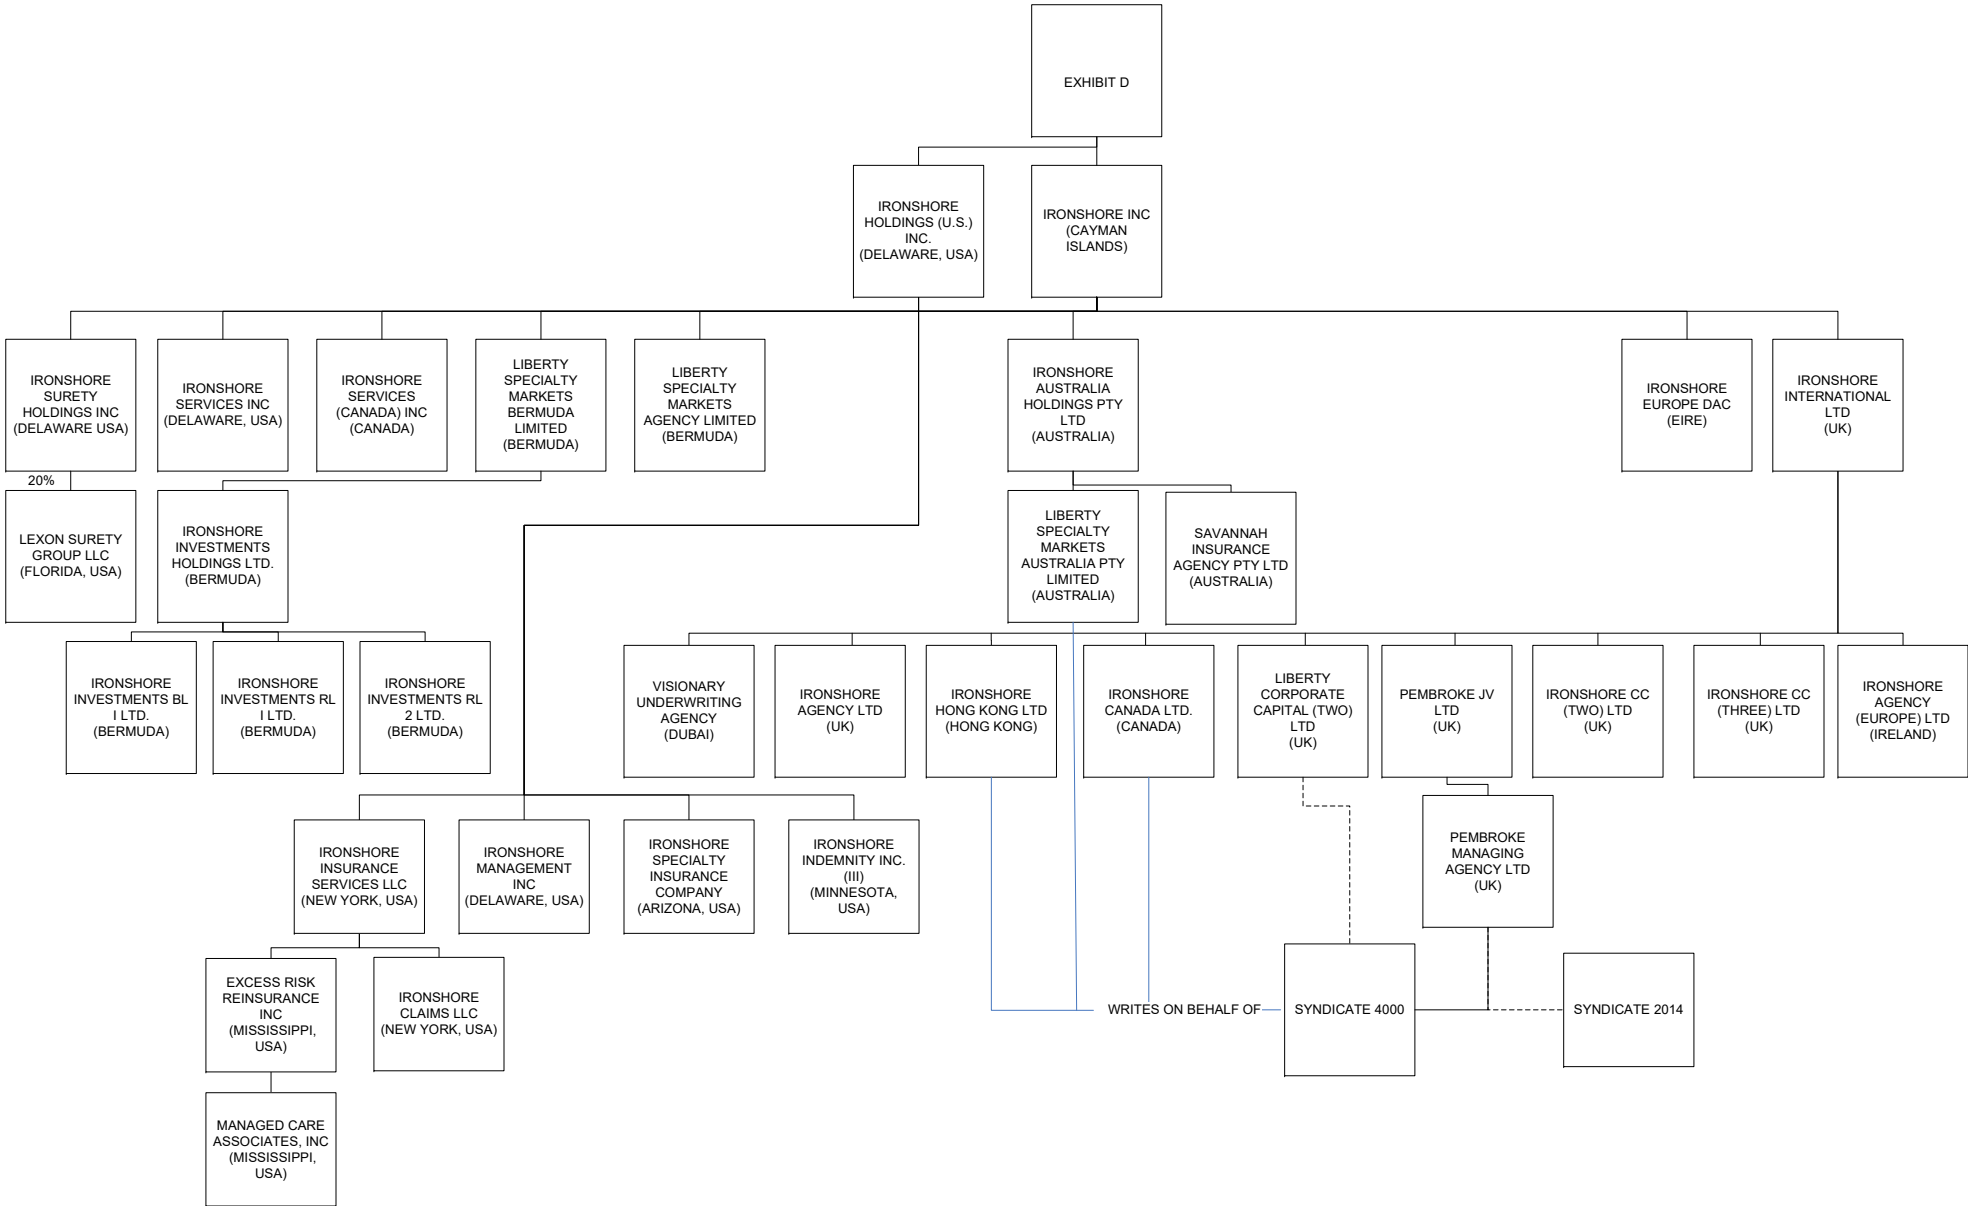 EXHIBIT D
IRONSHORE
HOLDINGS (U.S.)
INC.
(DELAWARE, USA)
IRONSHORE INC
(CAYMAN
ISLANDS)
IRONSHORE
SURETY
HOLDINGS INC
(DELAWARE USA)
IRONSHORE
SERVICES INC
(DELAWARE, USA)
IRONSHORE
SERVICES
(CANADA) INC
(CANADA)
LIBERTY
SPECIALTY
MARKETS
BERMUDA
LIMITED
(BERMUDA)
LIBERTY
SPECIALTY
MARKETS
AGENCY LIMITED
(BERMUDA)
IRONSHORE
AUSTRALIA
HOLDINGS PTY
LTD
(AUSTRALIA)
IRONSHORE
EUROPE DAC
(EIRE)
IRONSHORE
INTERNATIONAL
LTD
(UK)
20%
LEXON SURETY
GROUP LLC
(FLORIDA, USA)
IRONSHORE
INVESTMENTS
HOLDINGS LTD.
(BERMUDA)
LIBERTY
SPECIALTY
MARKETS
AUSTRALIA PTY
LIMITED
(AUSTRALIA)
SAVANNAH
INSURANCE
AGENCY PTY LTD
(AUSTRALIA)
IRONSHORE
INVESTMENTS BL
I LTD.
(BERMUDA)
IRONSHORE
INVESTMENTS RL
I LTD.
(BERMUDA)
IRONSHORE
INVESTMENTS RL
2 LTD.
(BERMUDA)
VISIONARY
UNDERWRITING
AGENCY
(DUBAI)
IRONSHORE
AGENCY LTD
(UK)
IRONSHORE
HONG KONG LTD
(HONG KONG)
IRONSHORE
CANADA LTD.
(CANADA)
LIBERTY
CORPORATE
CAPITAL (TWO)
LTD
(UK)
PEMBROKE JV
LTD
(UK)
IRONSHORE CC
(TWO) LTD
(UK)
IRONSHORE CC
(THREE) LTD
(UK)
IRONSHORE
AGENCY
(EUROPE) LTD
(IRELAND)
IRONSHORE
INSURANCE
SERVICES LLC
(NEW YORK, USA)
IRONSHORE
MANAGEMENT
INC
(DELAWARE, USA)
IRONSHORE
SPECIALTY
INSURANCE
COMPANY
(ARIZONA, USA)
IRONSHORE
INDEMNITY INC.
(III)
(MINNESOTA,
USA)
PEMBROKE
MANAGING
AGENCY LTD
(UK)
EXCESS RISK
REINSURANCE
INC
(MISSISSIPPI,
USA)
IRONSHORE
CLAIMS LLC
(NEW YORK, USA)
WRITES ON BEHALF OF
SYNDICATE 4000
SYNDICATE 2014
MANAGED CARE
ASSOCIATES, INC
(MISSISSIPPI,
USA)